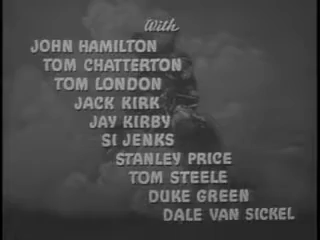 With
JOHN HAMILTON
TOM CHATTERTON
TOM LONDON
JACK KIRK
JAY KIRBY
SI JENKS
STANLEY PRICE
TOM STEELE
DUKE GREEN
DALE VAN SICKEL